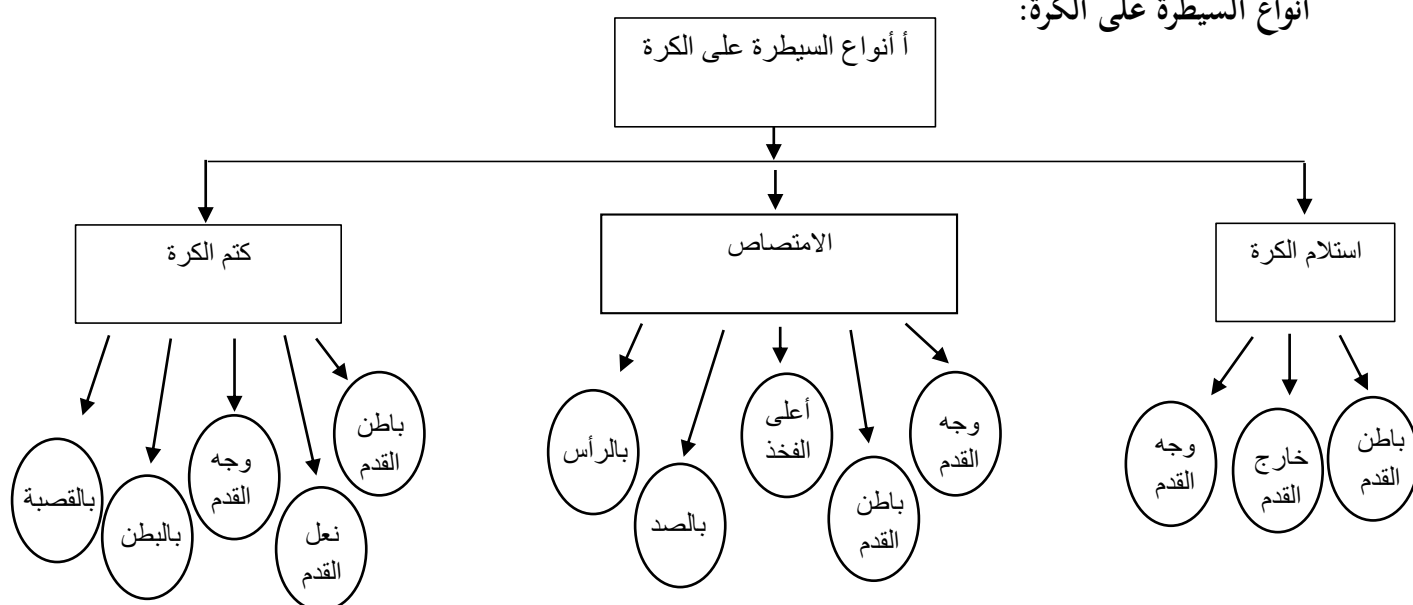 أنواع السيطرة على الكرة:
أ أنواع السيطرة على الكرة
استلام الكرة
الامتصاص
كتم الكرة
باطن
القدم
خارج
القدم
وجه
القدم
وجه
القدم
باطن
القدم
أعلى
الفخذ
بالصد
بالرأس
باطن
القدم
نعل
القدم
وجه
القدم
بالبطن
بالقصبة